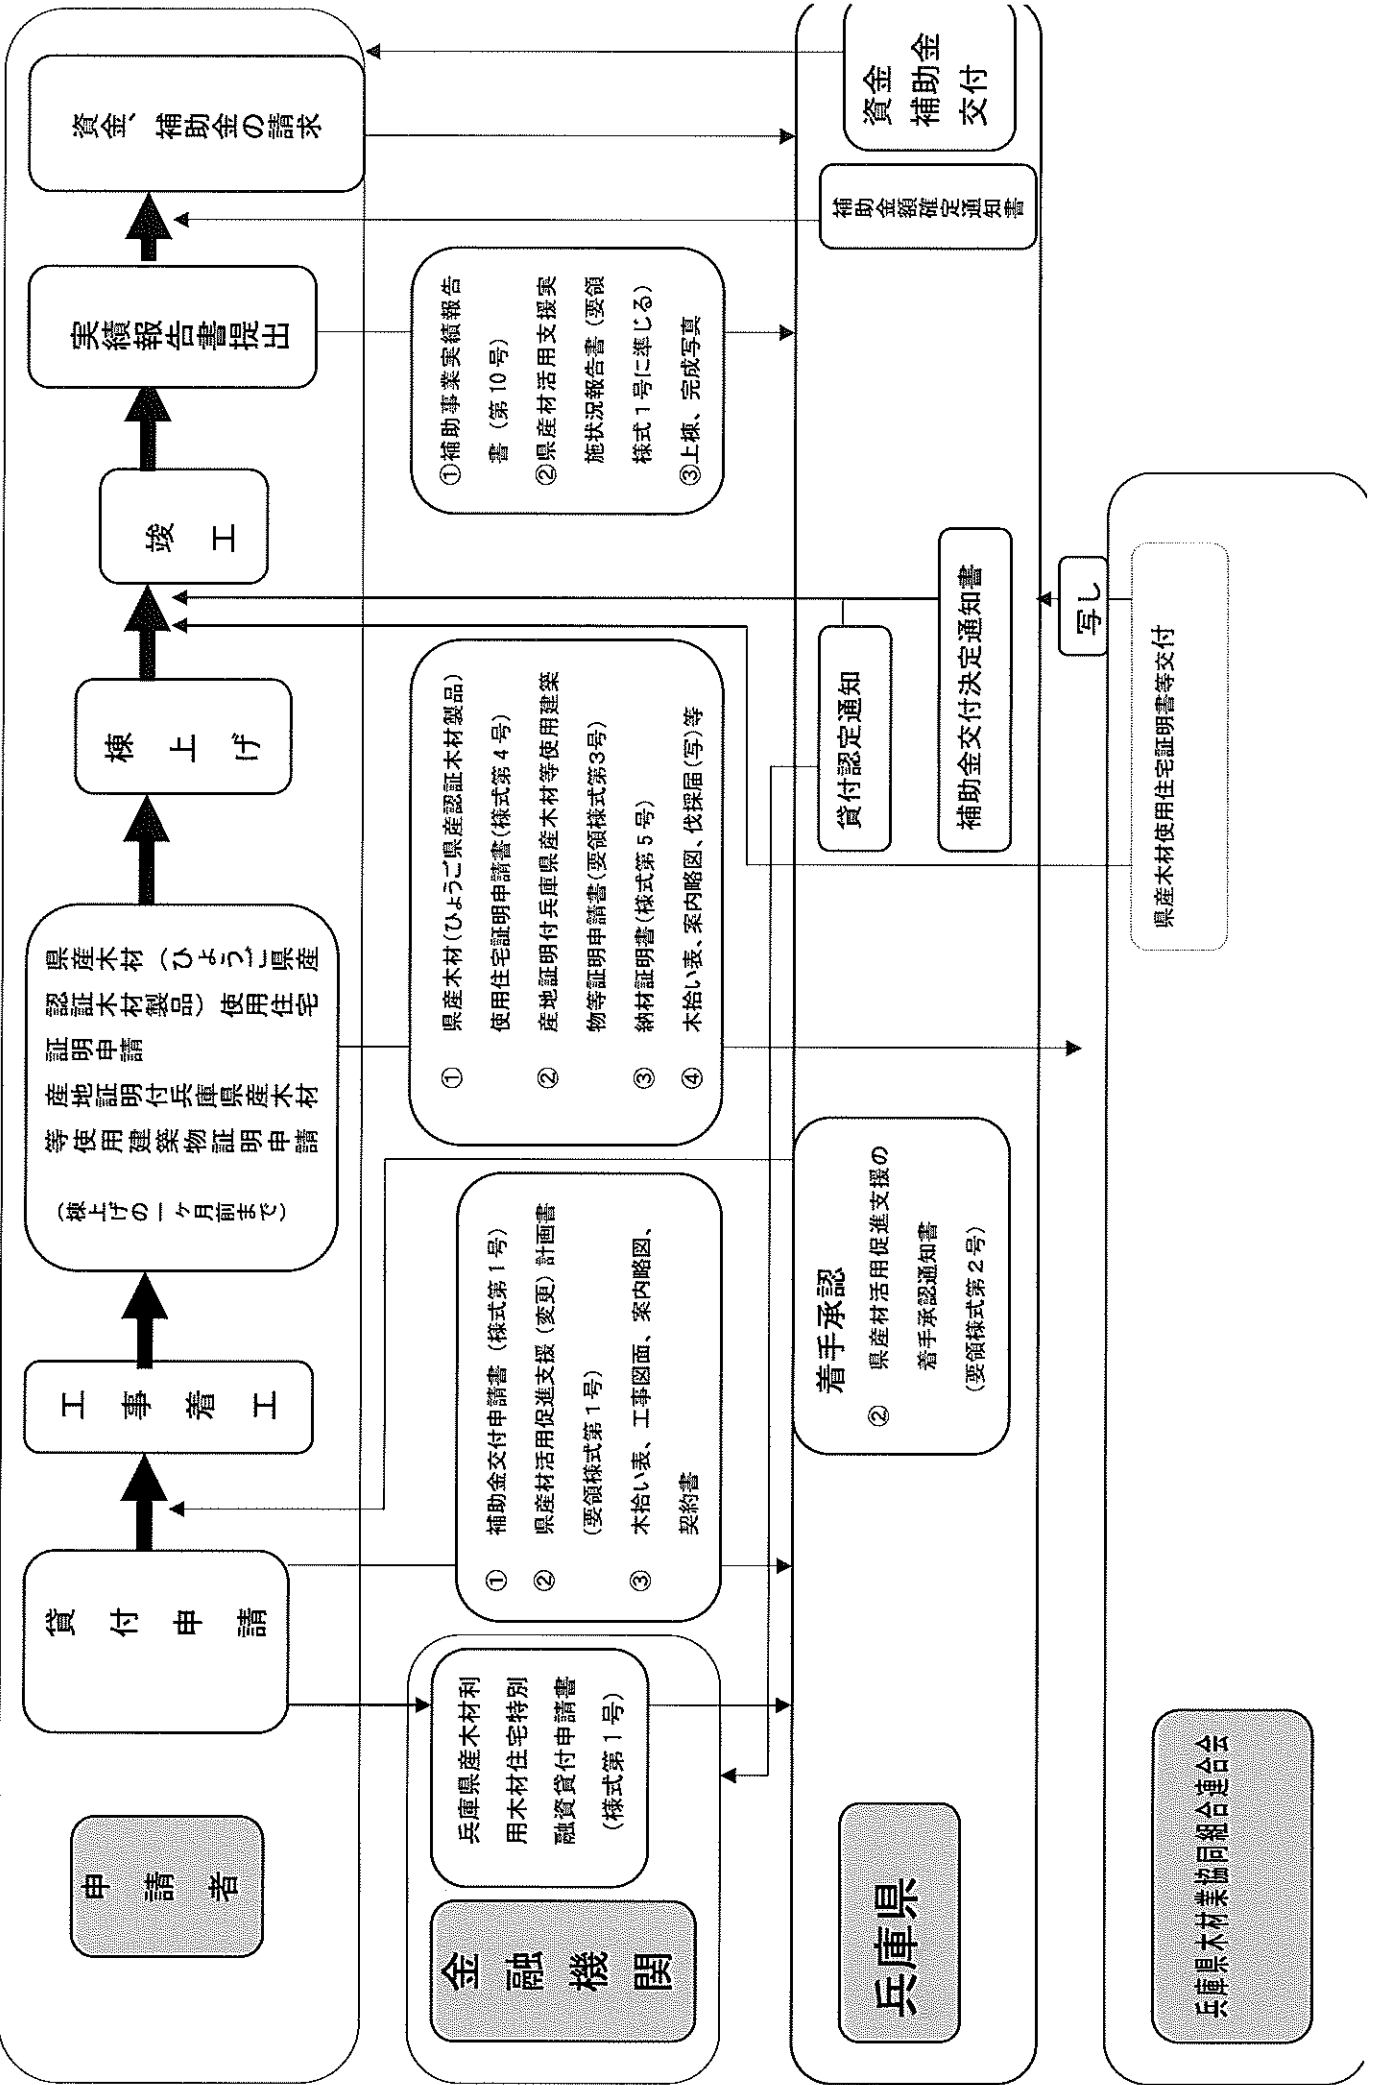 申請者
貸付申請
工事着工
県産木材（ひょうご県産
認証木材製品）使用住宅
証明申請
産地証明付兵庫県産木材
等使用建築物証明申請
（棟上げの一ヶ月前まで）
棟上げ
竣工
実績報告書提出
資金、補助金の請求
金融機関
兵庫県産木材利
用木材住宅特別
融資貸付申請書
（様式第１号）
① 補助金交付申請書（様式第１号）
② 県産材活用促進支援（変更）計画書
（要領様式第１号）
③ 木拾い表、工事図面、案内略図、
契約書
① 県産木材（ひょうご県産認証木材製品）
使用住宅証明申請書（様式第４号）
② 産地証明付兵庫県産木材等使用建築
物等証明申請書（要領様式第3号）
③ 納材証明書（様式第５号）
④ 木拾い表、案内略図、伐採届（写）等
①補助事業実績報告
書（第10号）
②県産材活用支援実
施状況報告書（要領
様式１号に準じる）
③上棟、完成写真
兵庫県
着手承認
② 県産材活用促進支援の
着手承認通知書
（要領様式第２号）
貸付認定通知
補助金交付決定通知書
補助金額確定通知書
資金
補助金
交付
兵庫県木材業協同組合連合会
写し
県産木材使用住宅証明書等交付